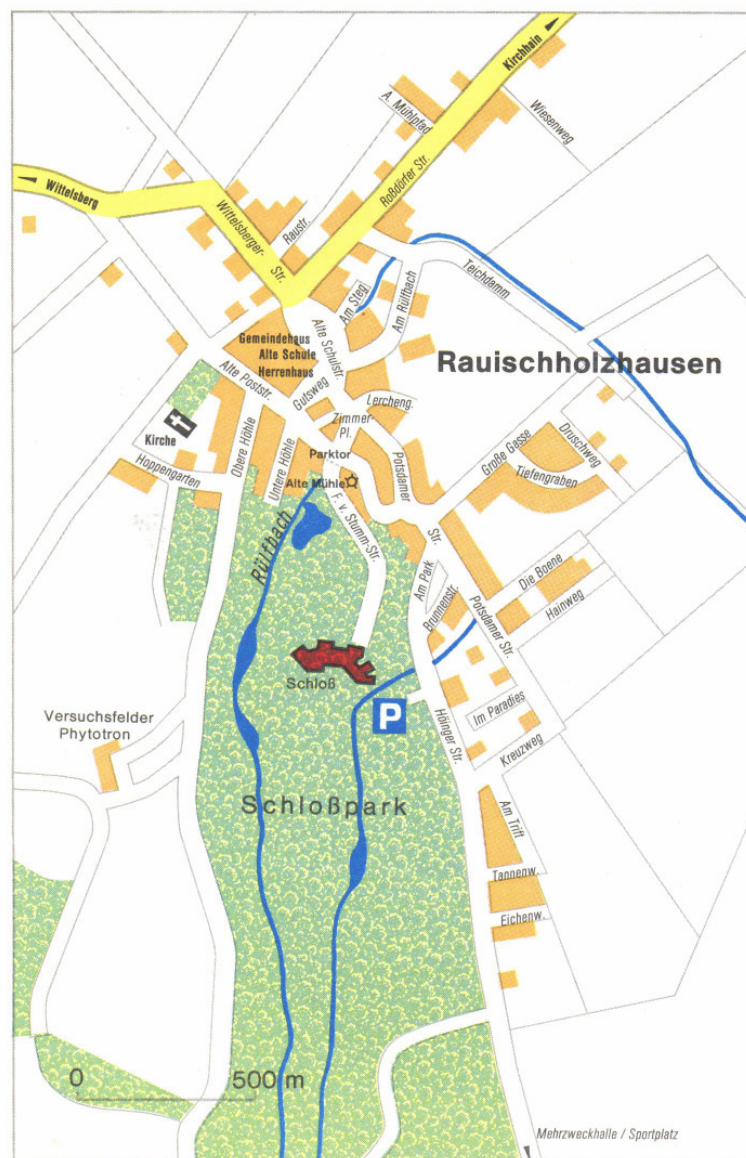 Kirchhain
A. Mühlpfad
Wiesenweg
Roßdörfer Str.
Wittelsberg
Wittelsberger-
Str.
Raustr.
Teichdamm
Am Steg
Am Rülfbach
Gemeindehaus
Alte Schule
Herrenhaus
Alte Schulstr.
Rauischholzhausen
Alte Poststr.
Gutsweg
Lercheng.
Zimmer-
Pl.
Kirche
Hoppengarten
Obere Höhle
Untere Höhle
Parktor
Alte Mühle
Potsdamer
Str.
Große Gasse
Druschweg
Tiefengraben
F. v. Stumm-Str.
Rülfbach
Am Park
Brunnenstr.
Potsdamer Str.
Die Boene
Hainweg
Schloß
P
Im Paradies
Kreuzweg
Höinger Str.
Versuchsfelder
Phytotron
Schloßpark
Am Trift
Tannenw.
Eichenw.
0 500 m
Mehrzweckhalle / Sportplatz